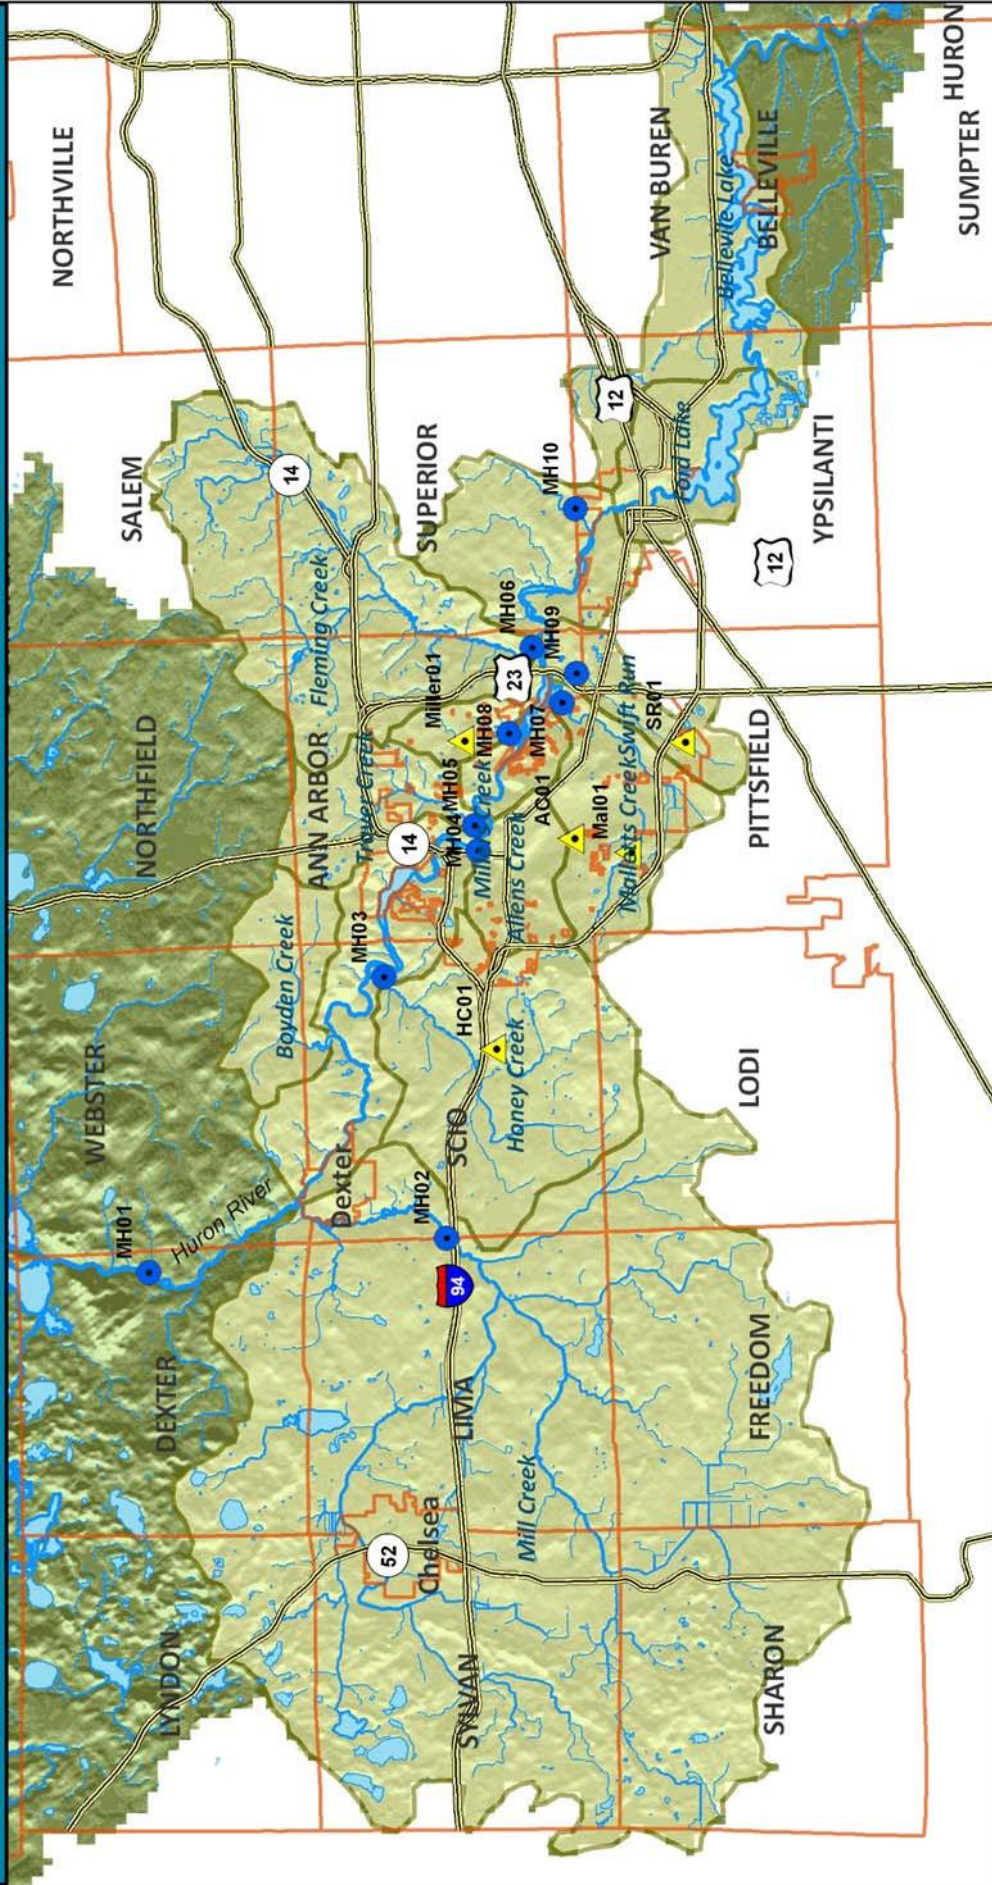 NORTHVILLE
HURON
SUMPTER
VAN BUREN
BELLEVILLE
Belleville Lake
SALEM
14
SUPERIOR
12
Ford Lake
YPSILANTI
12
MH10
MH06
MH09
23
Fleming Creek
Miller01
MH08
MH07
SR01
Swift Run
NORTHFIELD
ANN ARBOR
Traver Creek
14
MH05
MH04
AC01
Mal01
Malletts Creek
Allens Creek
PITTSFIELD
MH03
Boyden Creek
HC01
Honey Creek
WEBSTER
LODI
SCIO
Dexter
MH02
Huron River
MH01
94
DEXTER
LIMA
FREEDOM
Mill Creek
Chelsea
52
LYNDON
SYLVAN
SHARON